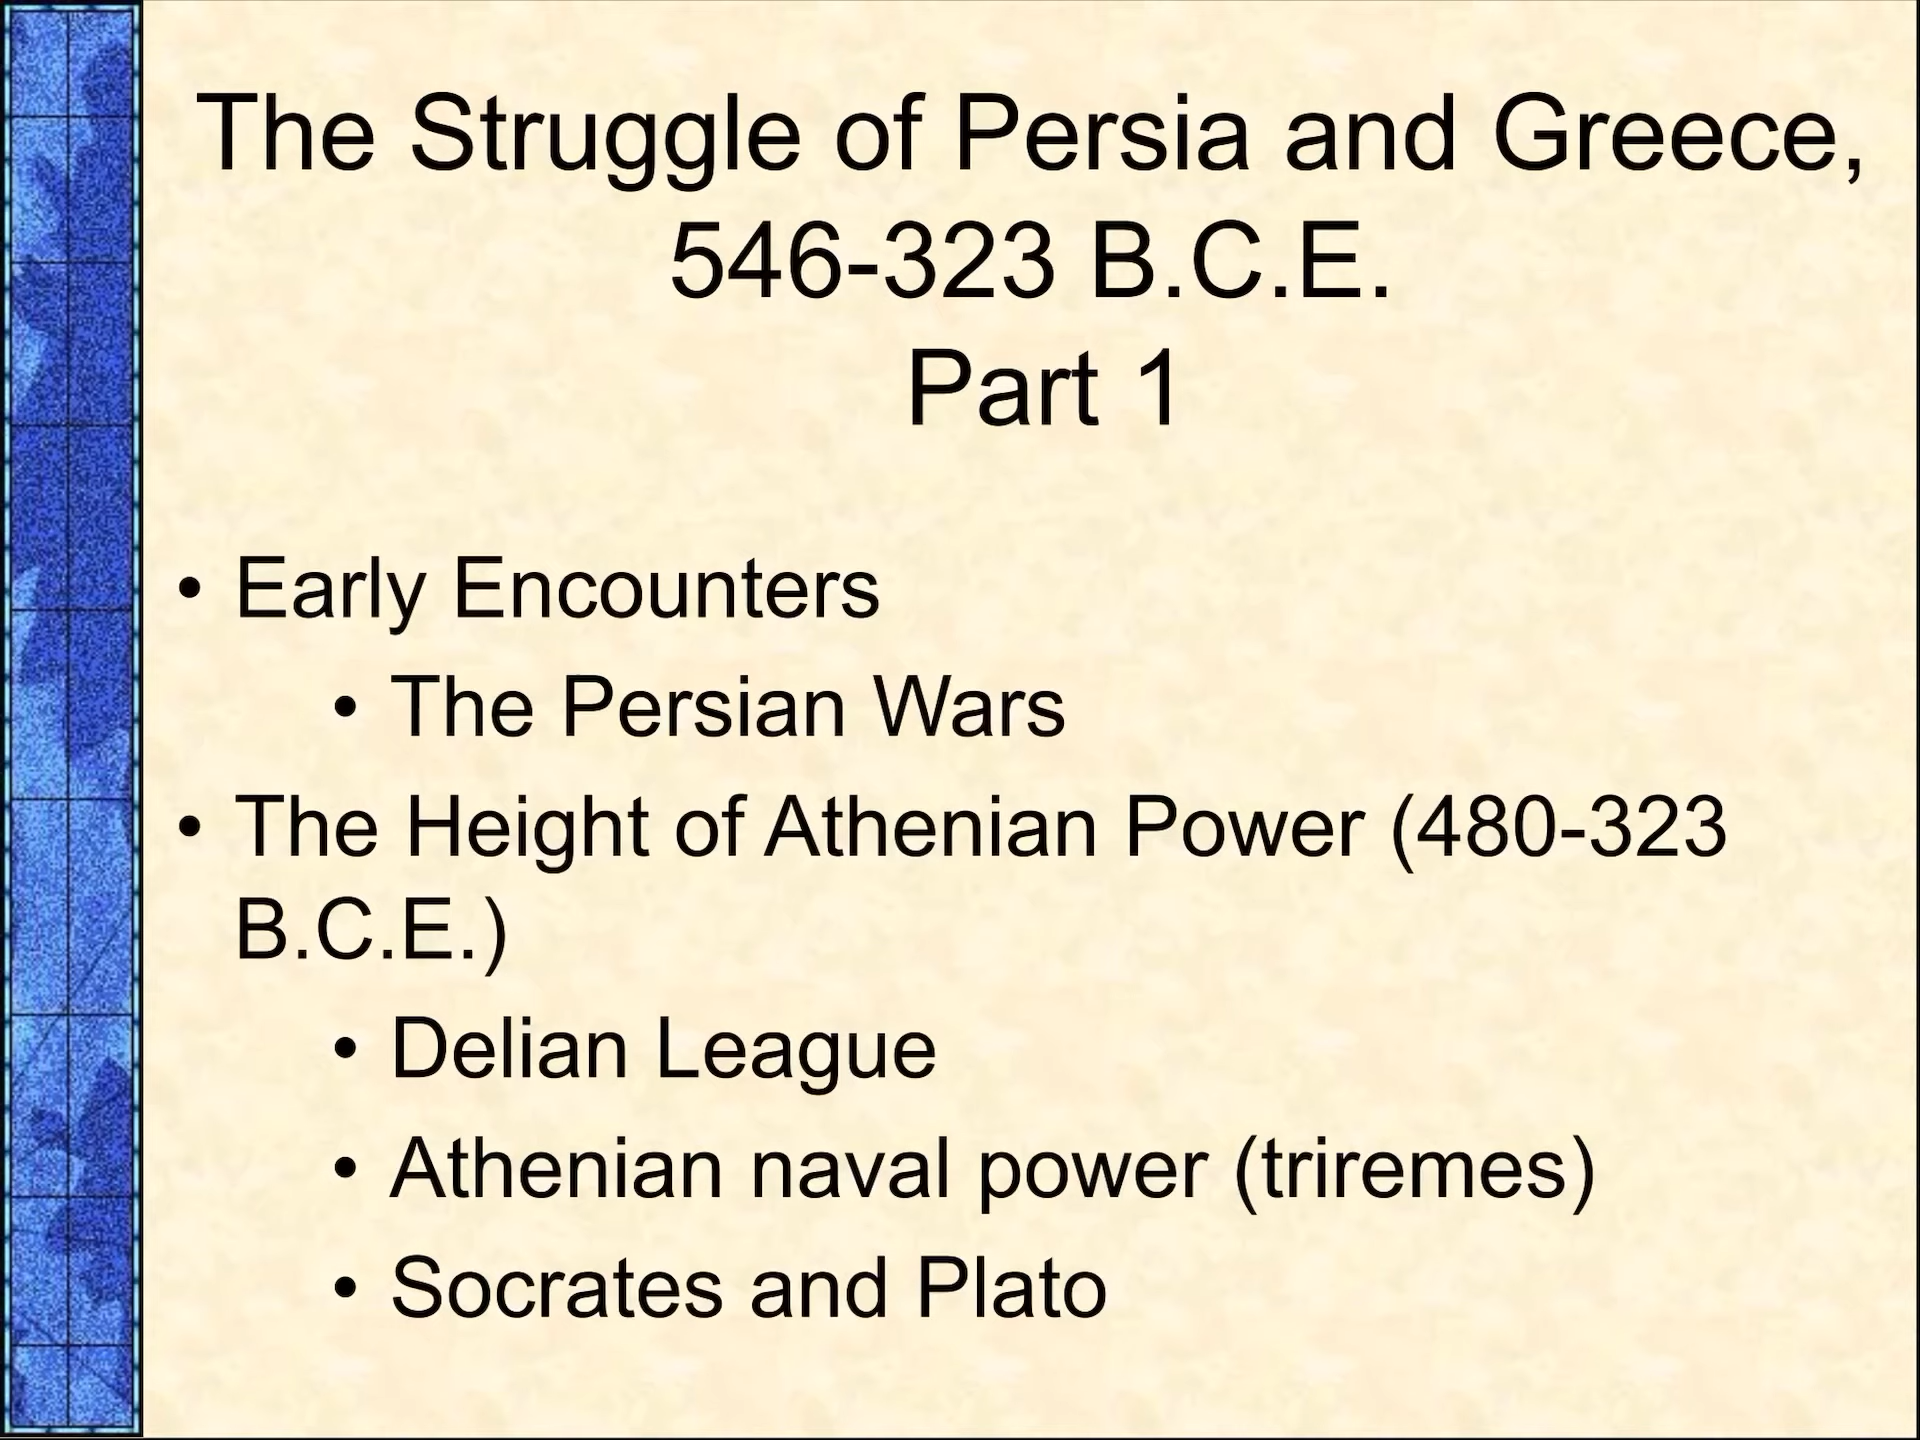 The Struggle of Persia and Greece,
546-323 B.C.E.
Part 1
• Early Encounters
• The Persian Wars
• The Height of Athenian Power (480-323
B.C.E.)
• Delian League
• Athenian naval power (triremes)
• Socrates and Plato